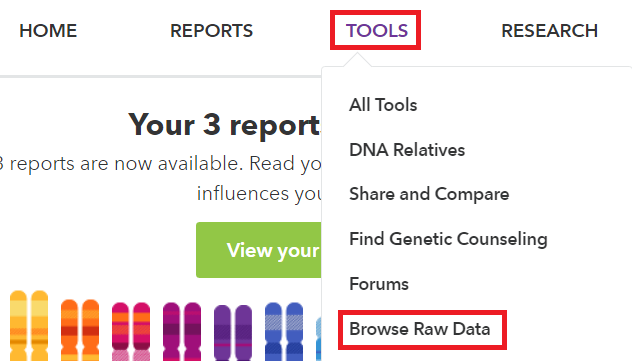 HOME REPORTS TOOLS RESEARCH
Your 3 report
3 reports are now available. Read you
influences you
View your
All Tools
DNA Relatives
Share and Compare
Find Genetic Counseling
Forums
Browse Raw Data